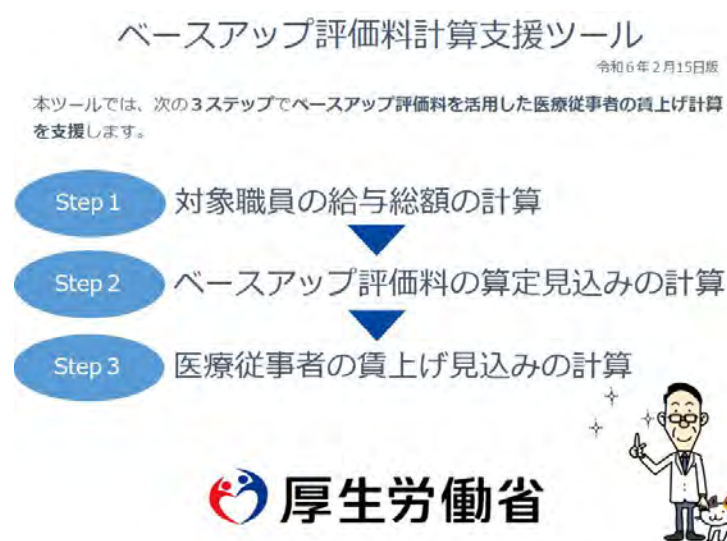 ベースアップ評価料計算支援ツール
令和6年2月15日版
本ツールでは、次の3ステップでベースアップ評価料を活用した医療従事者の賃上げ計算
を支援します。
Step 1 対象職員の給与総額の計算
Step 2 ベースアップ評価料の算定見込みの計算
Step 3 医療従事者の賃上げ見込みの計算
厚生労働省